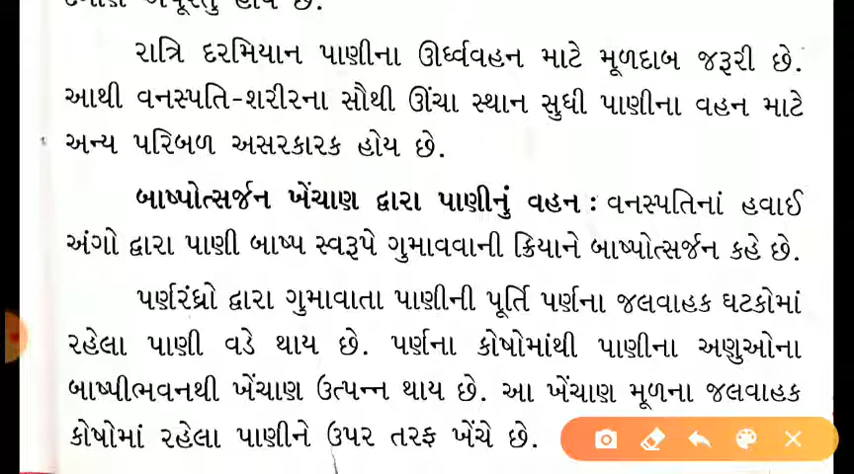 રાત્રિ દરમિયાન પાણીના ઊર્ધ્વવહન માટે મૂળદાબ જરૂરી છે.
આથી વનસ્પતિ-શરીરના સૌથી ઊંચા સ્થાન સુધી પાણીના વહન માટે
અન્ય પરિબળ અસરકારક હોય છે.
બાષ્પોત્સર્જન ખેંચાણ દ્વારા પાણીનું વહન : વનસ્પતિનાં હવાઈ
અંગો દ્વારા પાણી બાષ્પ સ્વરૂપે ગુમાવવાની ક્રિયાને બાષ્પોત્સર્જન કહે છે.
પર્ણરંધ્રો દ્વારા ગુમાવાતા પાણીની પૂર્તિ પર્ણના જલવાહક ઘટકોમાં
રહેલા પાણી વડે થાય છે. પર્ણના કોષોમાંથી પાણીના અણુઓના
બાષ્પીભવનથી ખેંચાણ ઉત્પન્ન થાય છે. આ ખેંચાણ મૂળના જલવાહક
કોષોમાં રહેલા પાણીને ઉપર તરફ ખેંચે છે.